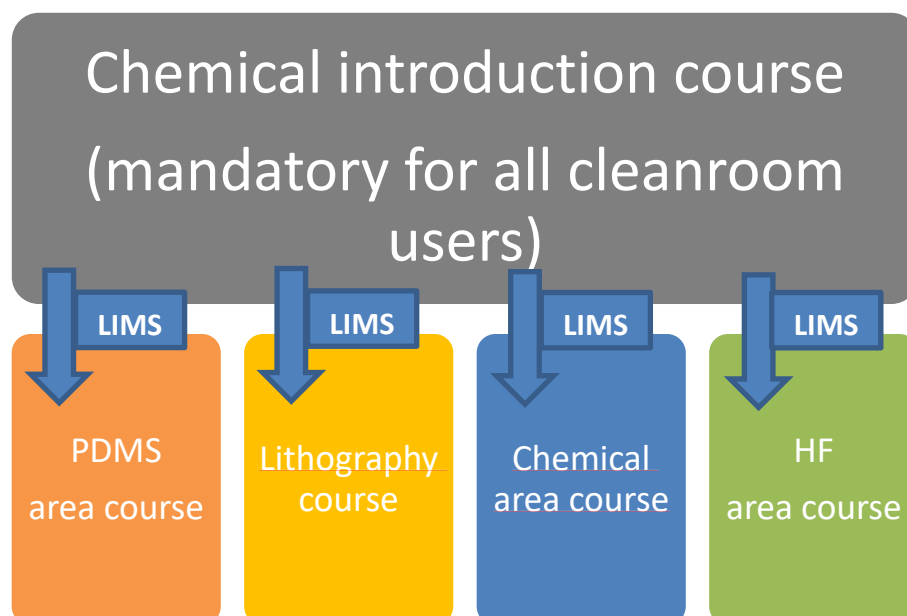 Chemical introduction course
(mandatory for all cleanroom
users)
LIMS
LIMS
LIMS
LIMS
PDMS
area course
Lithography
course
Chemical
area course
HF
area course